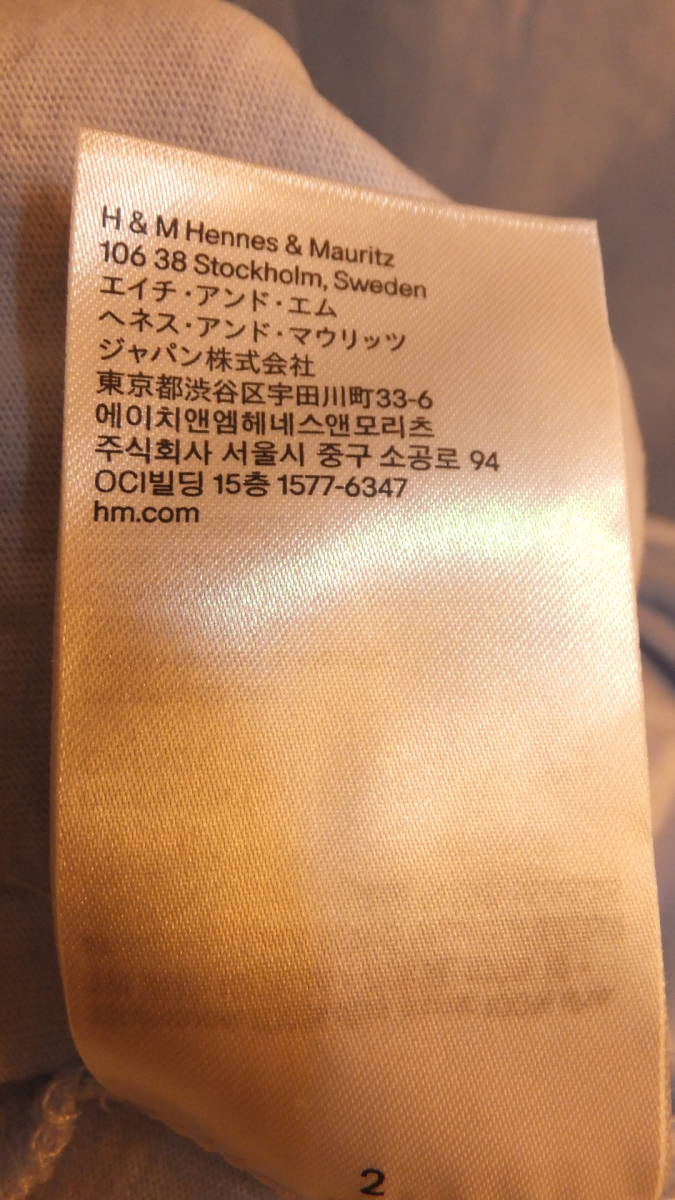 H & M Hennes & Mauritz
106 38 Stockholm, Sweden
エイチ・アンド・エム
ヘネス・アンド・マウリッツ
ジャパン株式会社
東京都渋谷区宇田川町33-6
에이치앤엠헤네스앤모리츠
주식회사 서울시 중구 소공로 94
OCI빌딩 15층 1577-6347
hm.com
2